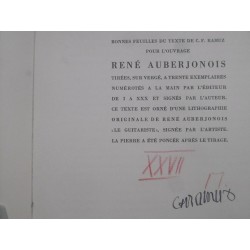 BONNES FEUILLES DU TEXTE DE C. F. RAMUZ
POUR L'OUVRAGE
RENÉ AUBERJONOIS
TIRÉES, SUR VERGÉ, A TRENTE EXEMPLAIRES
NUMÉROTÉS A LA MAIN PAR L'ÉDITEUR
DE I A XXX ET SIGNÉS PAR L'AUTEUR.
CE TEXTE EST ORNÉ D'UNE LITHOGRAPHIE
ORIGINALE DE RENÉ AUBERJONOIS
«LE GUITARISTE», SIGNÉE PAR L'ARTISTE.
LA PIERRE A ÉTÉ PONCÉE APRÈS LE TIRAGE.
XXVII